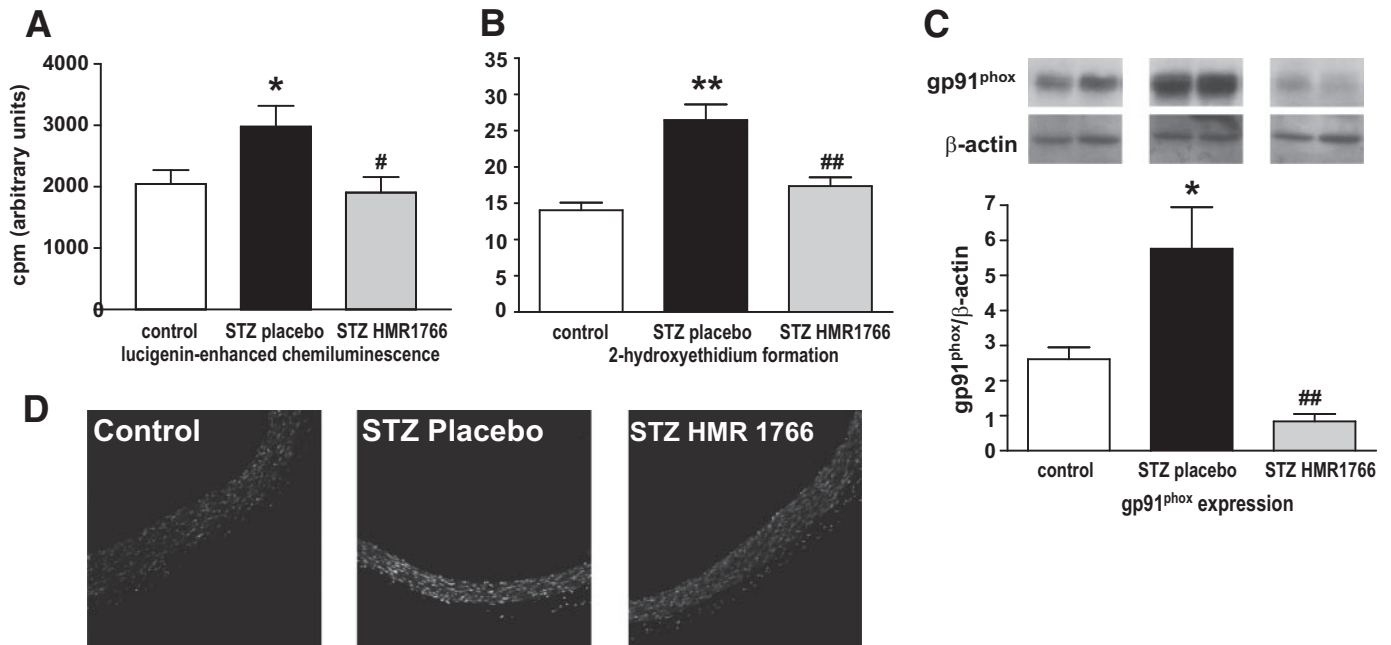 A
cpm (arbitrary units)
4000
3000
2000
1000
0
*
#
control STZ placebo STZ HMR1766
lucigenin-enhanced chemiluminescence
B
35
30
25
20
15
10
5
0
**
##
control STZ placebo STZ HMR1766
2-hydroxyethidium formation
C
gp91phox
β-actin
gp91phox/β-actin
7
6
5
4
3
2
1
0
*
##
control STZ placebo STZ HMR1766
gp91phox expression
D
Control
STZ Placebo
STZ HMR 1766